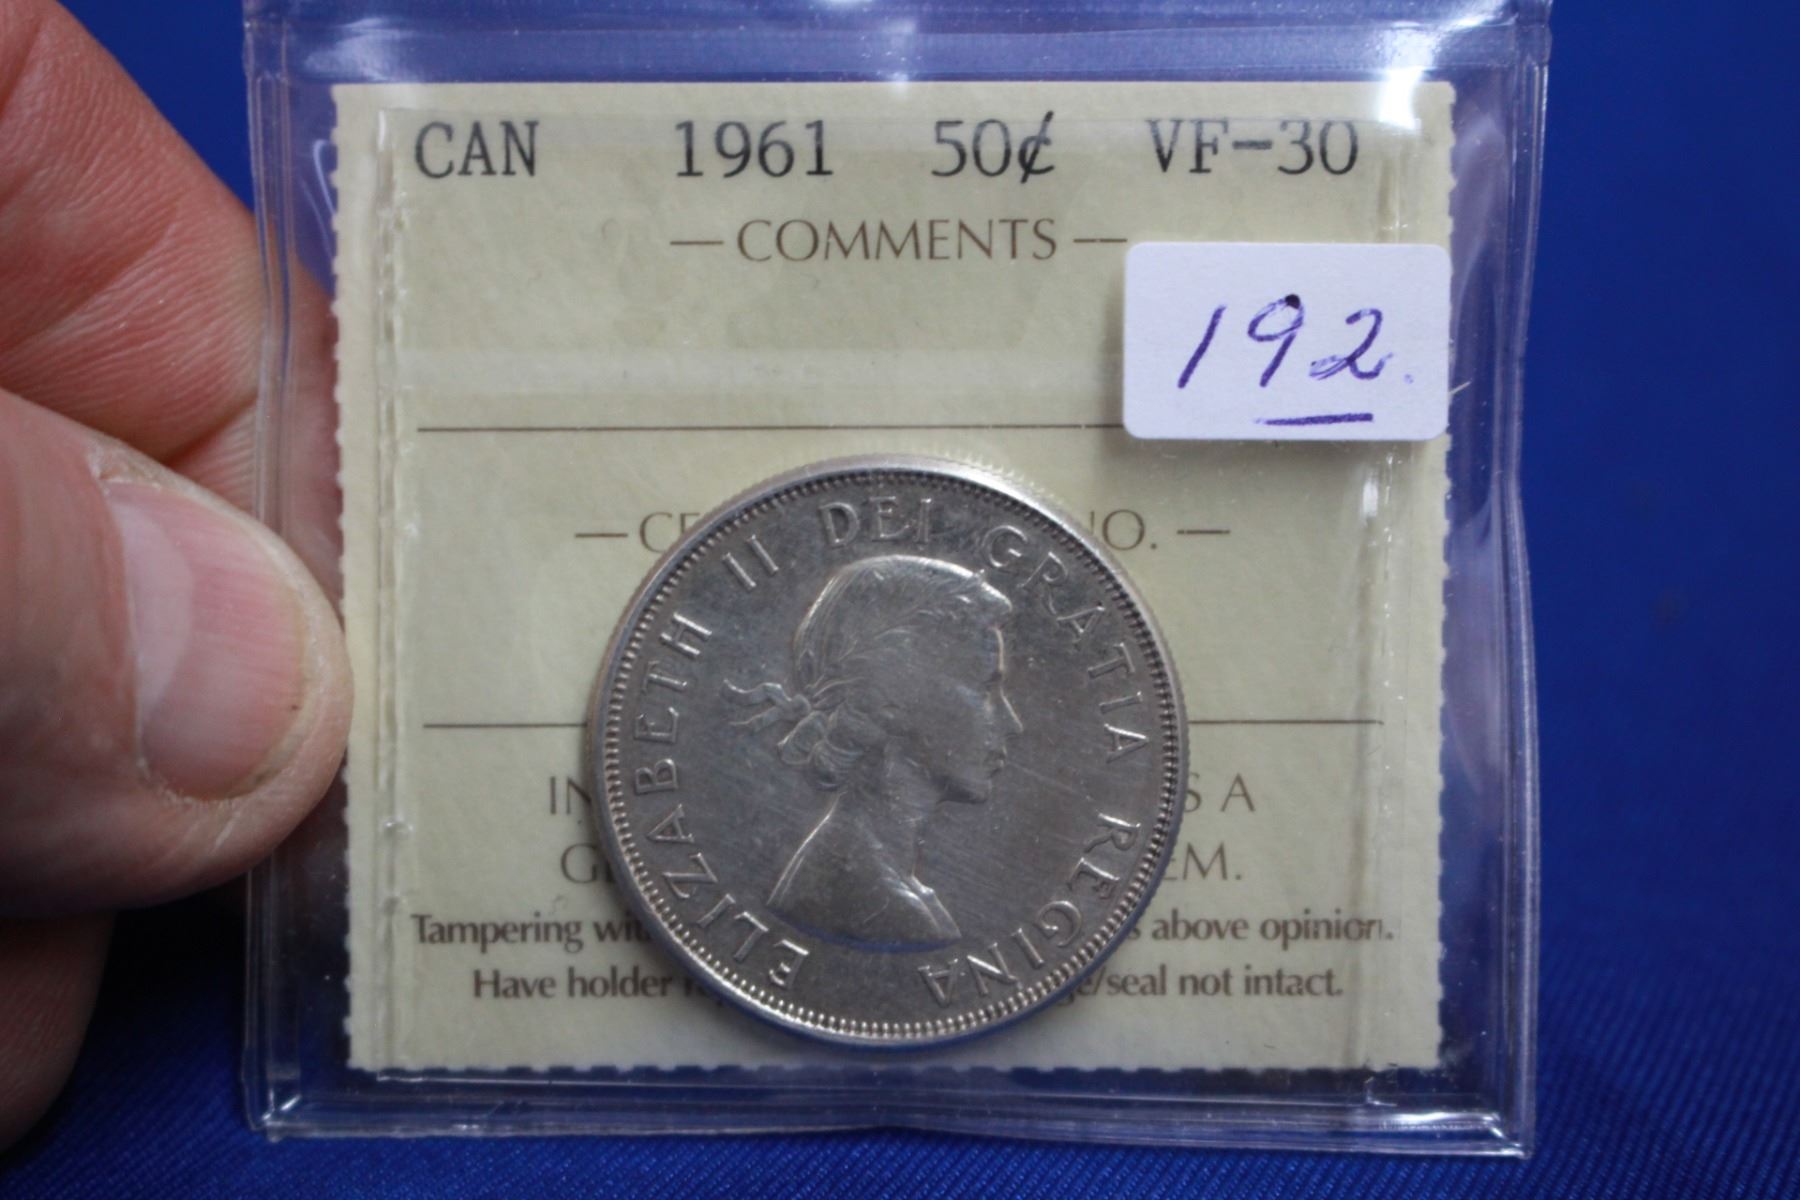 CAN 1961 50¢ VF-30
— COMMENTS —
192.
ELIZABETH II DEI GRATIA REGINA
Tampering
above opinion.
Have holder
seal not intact.